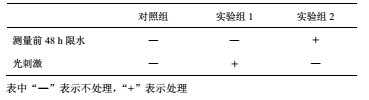 对照组 实验组 1 实验组 2
测量前 48 h 限水 — — +
光刺激 — + —
表中“—”表示不处理，“+”表示处理